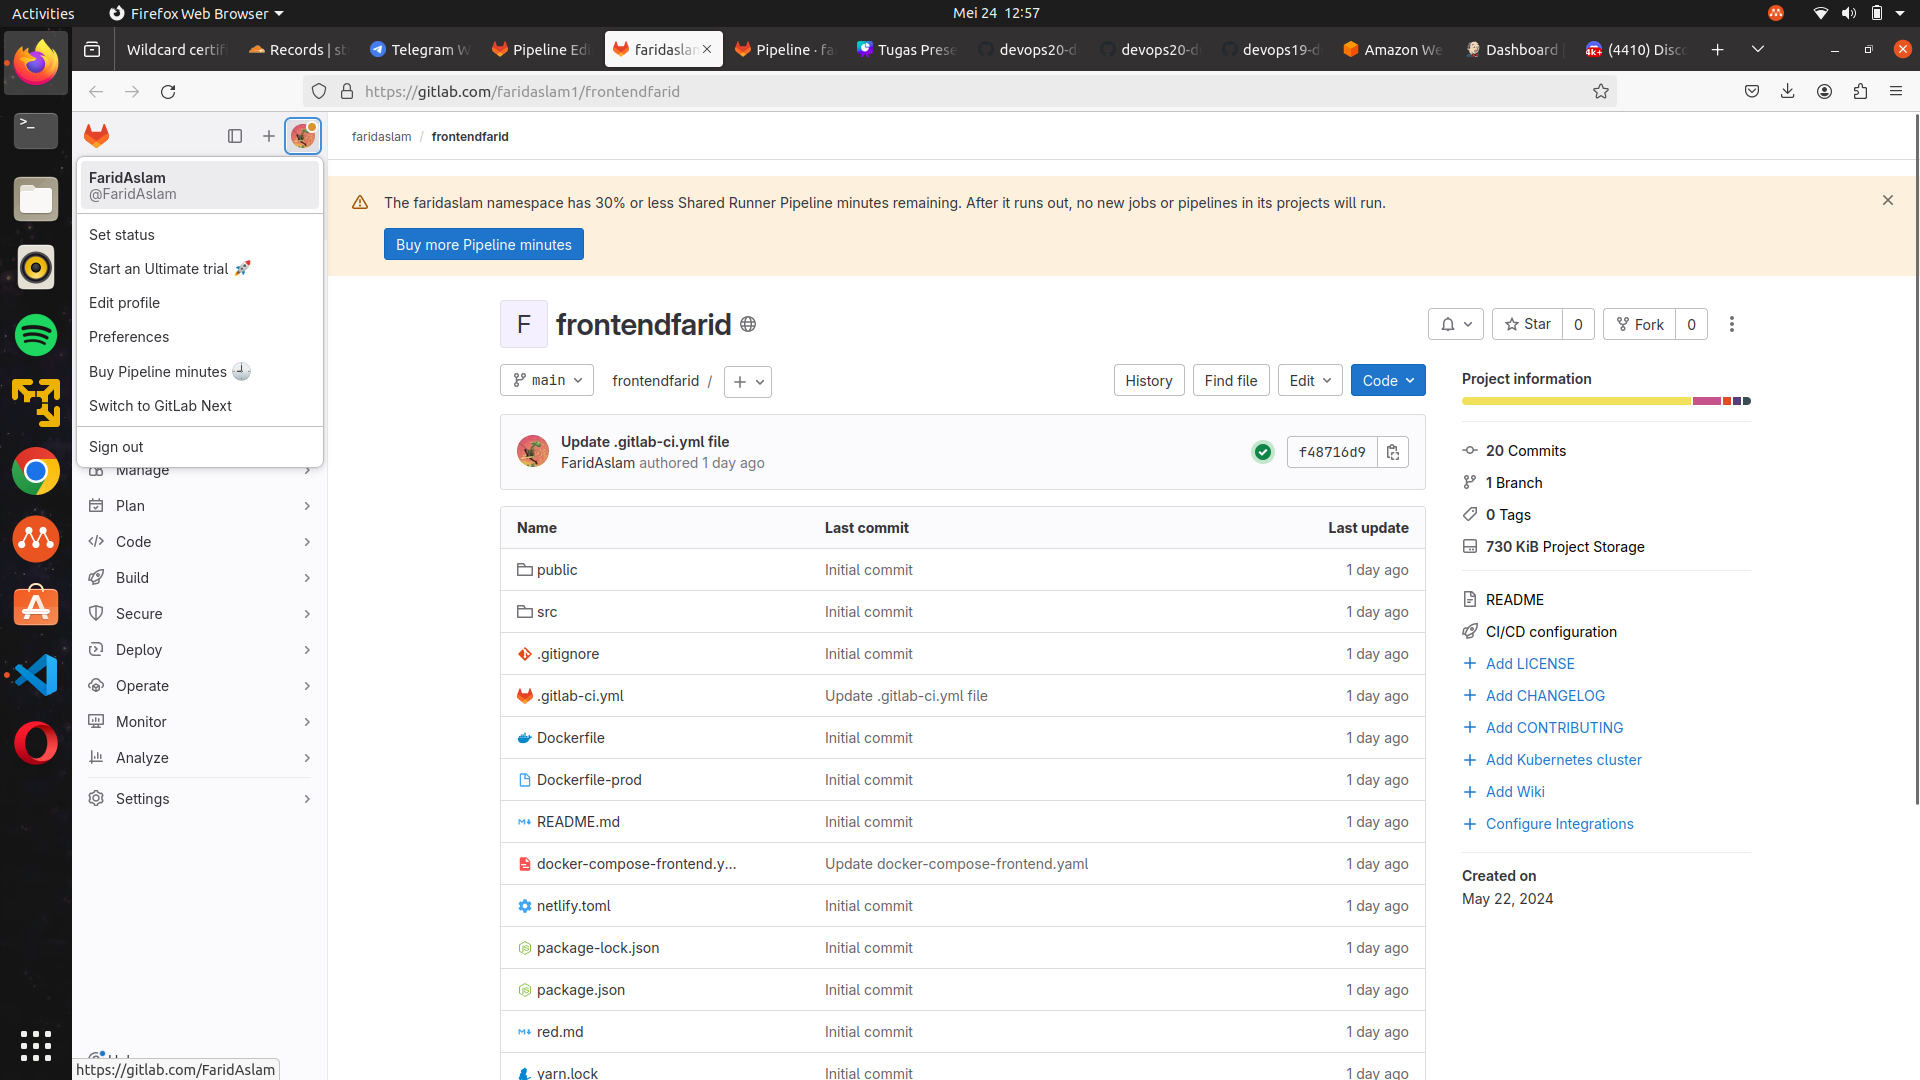 Activities
Firefox Web Browser
Mei 24 12:57
Wildcard certif
Records | st
Telegram W
Pipeline Edi
faridaslam
Pipeline · fa
Tugas Prese
devops20-d
devops20-d
devops19-d
Amazon We
Dashboard |
(4410) Disco
https://gitlab.com/faridaslam1/frontendfarid
faridaslam / frontendfarid
FaridAslam
@FaridAslam
Set status
Start an Ultimate trial
Edit profile
Preferences
Buy Pipeline minutes
Switch to GitLab Next
Sign out
Manage
Plan
Code
Build
Secure
Deploy
Operate
Monitor
Analyze
Settings
https://gitlab.com/FaridAslam
The faridaslam namespace has 30% or less Shared Runner Pipeline minutes remaining. After it runs out, no new jobs or pipelines in its projects will run.
Buy more Pipeline minutes
F
frontendfarid
Star 0
Fork 0
main
frontendfarid /
History
Find file
Edit
Code
Update .gitlab-ci.yml file
FaridAslam authored 1 day ago
f48716d9
Name Last commit Last update
public Initial commit 1 day ago
src Initial commit 1 day ago
.gitignore Initial commit 1 day ago
.gitlab-ci.yml Update .gitlab-ci.yml file 1 day ago
Dockerfile Initial commit 1 day ago
Dockerfile-prod Initial commit 1 day ago
README.md Initial commit 1 day ago
docker-compose-frontend.y... Update docker-compose-frontend.yaml 1 day ago
netlify.toml Initial commit 1 day ago
package-lock.json Initial commit 1 day ago
package.json Initial commit 1 day ago
red.md Initial commit 1 day ago
yarn.lock Initial commit 1 day ago
Project information
20 Commits
1 Branch
0 Tags
730 KiB Project Storage
README
CI/CD configuration
Add LICENSE
Add CHANGELOG
Add CONTRIBUTING
Add Kubernetes cluster
Add Wiki
Configure Integrations
Created on
May 22, 2024